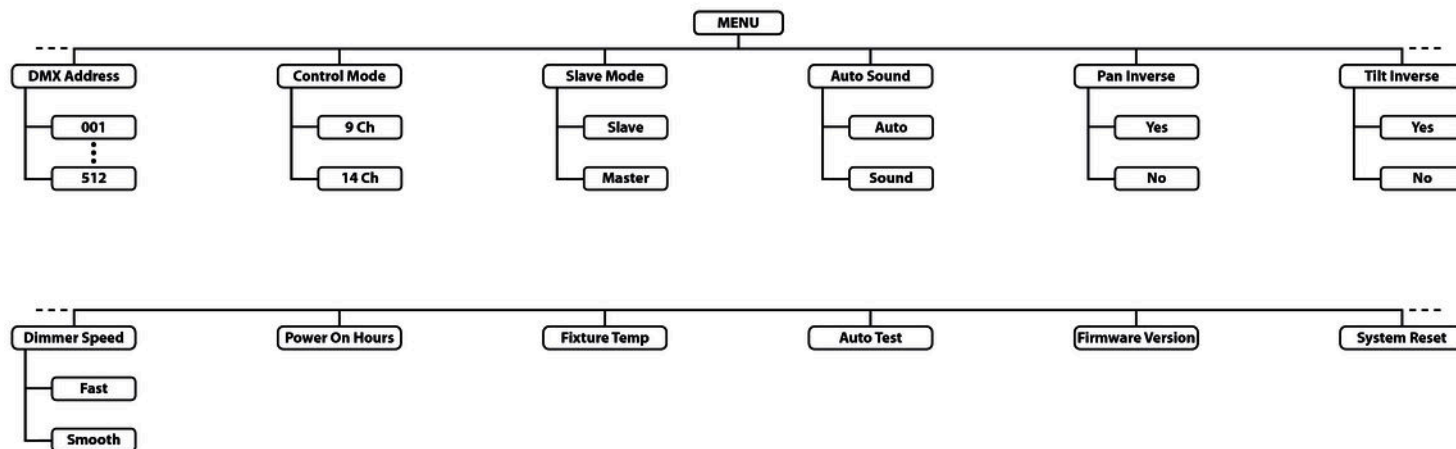 MENU
DMX Address
Control Mode
Slave Mode
Auto Sound
Pan Inverse
Tilt Inverse
001
9 Ch
Slave
Auto
Yes
Yes
512
14 Ch
Master
Sound
No
No
Dimmer Speed
Power On Hours
Fixture Temp
Auto Test
Firmware Version
System Reset
Fast
Smooth